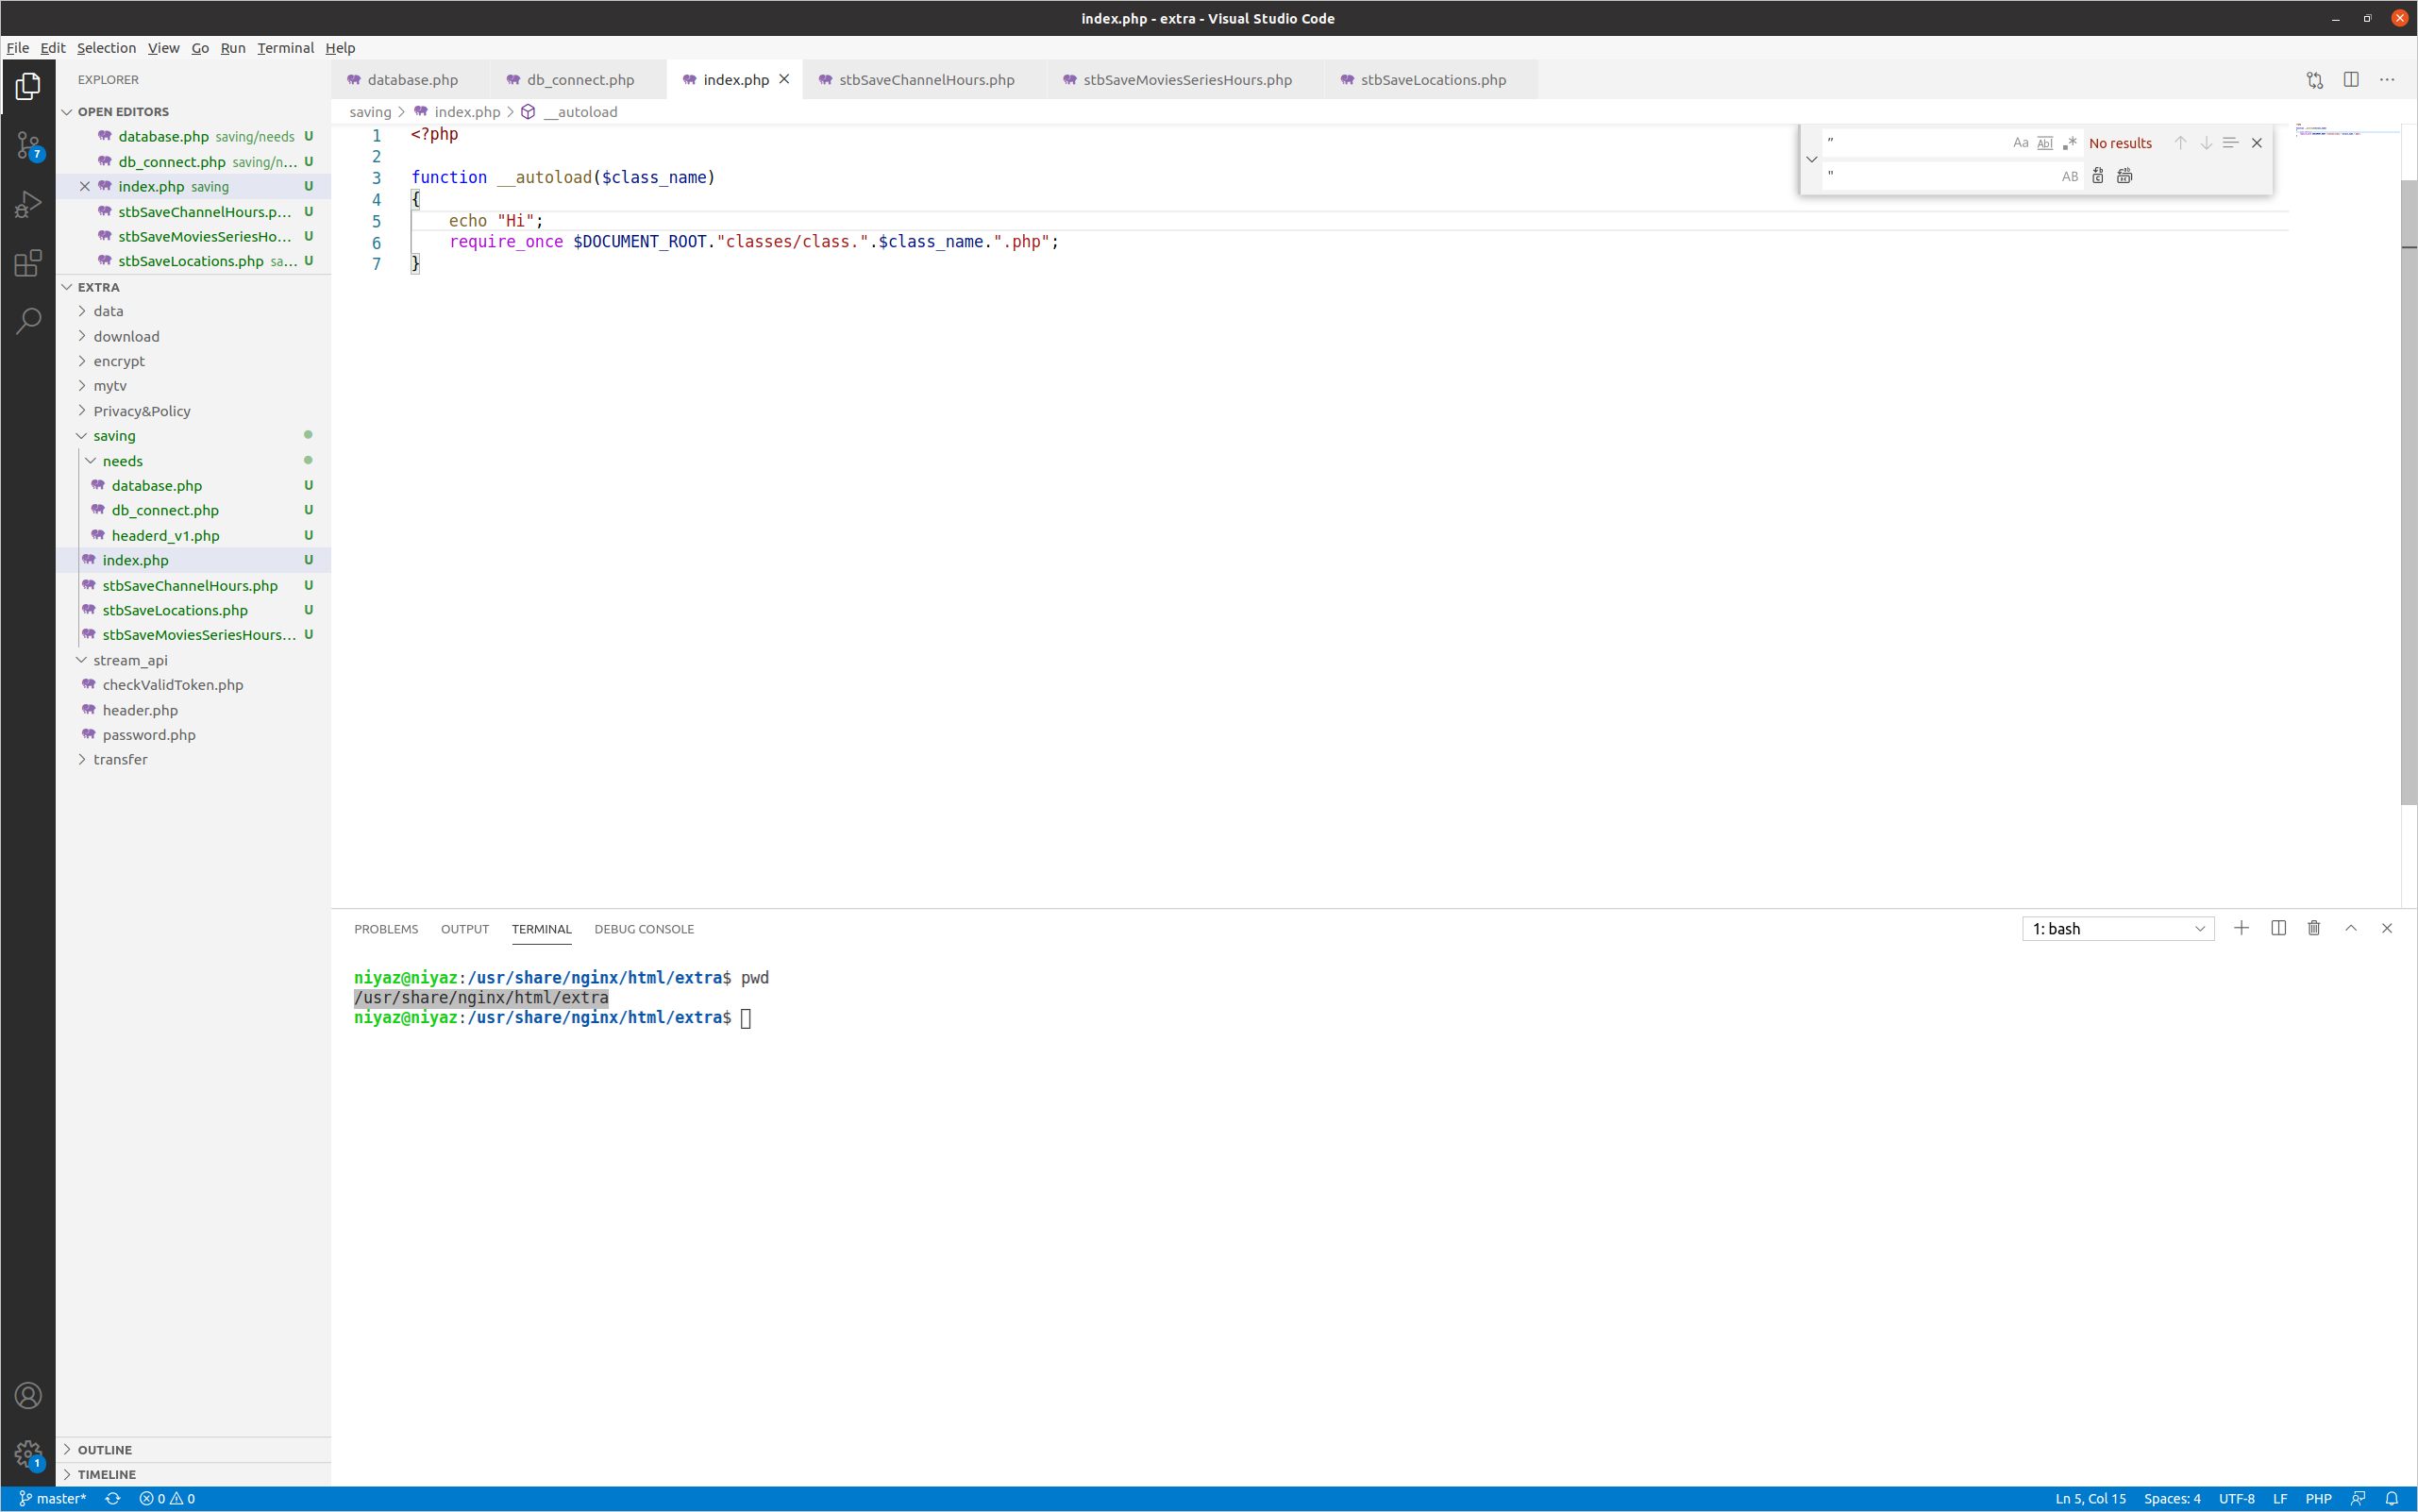 index.php - extra - Visual Studio Code
File Edit Selection View Go Run Terminal Help
EXPLORER
OPEN EDITORS
database.php saving/needs U
db_connect.php saving/n... U
index.php saving U
stbSaveChannelHours.p... U
stbSaveMoviesSeriesHo... U
stbSaveLocations.php sa... U
EXTRA
data
download
encrypt
mytv
Privacy&Policy
saving
needs
database.php U
db_connect.php U
headerd_v1.php U
index.php U
stbSaveChannelHours.php U
stbSaveLocations.php U
stbSaveMoviesSeriesHours... U
stream_api
checkValidToken.php
header.php
password.php
transfer
OUTLINE
TIMELINE
7
1
database.php db_connect.php index.php stbSaveChannelHours.php stbSaveMoviesSeriesHours.php stbSaveLocations.php
saving > index.php > __autoload
1 <?php
2
3 function __autoload($class_name)
4 {
5     echo "Hi";
6     require_once $DOCUMENT_ROOT."classes/class.".$class_name.".php";
7 }
" Aa Abl .* No results
" AB
PROBLEMS OUTPUT TERMINAL DEBUG CONSOLE
1: bash
niyaz@niyaz:/usr/share/nginx/html/extra$ pwd
/usr/share/nginx/html/extra
niyaz@niyaz:/usr/share/nginx/html/extra$
master* 0 0
Ln 5, Col 15 Spaces: 4 UTF-8 LF PHP